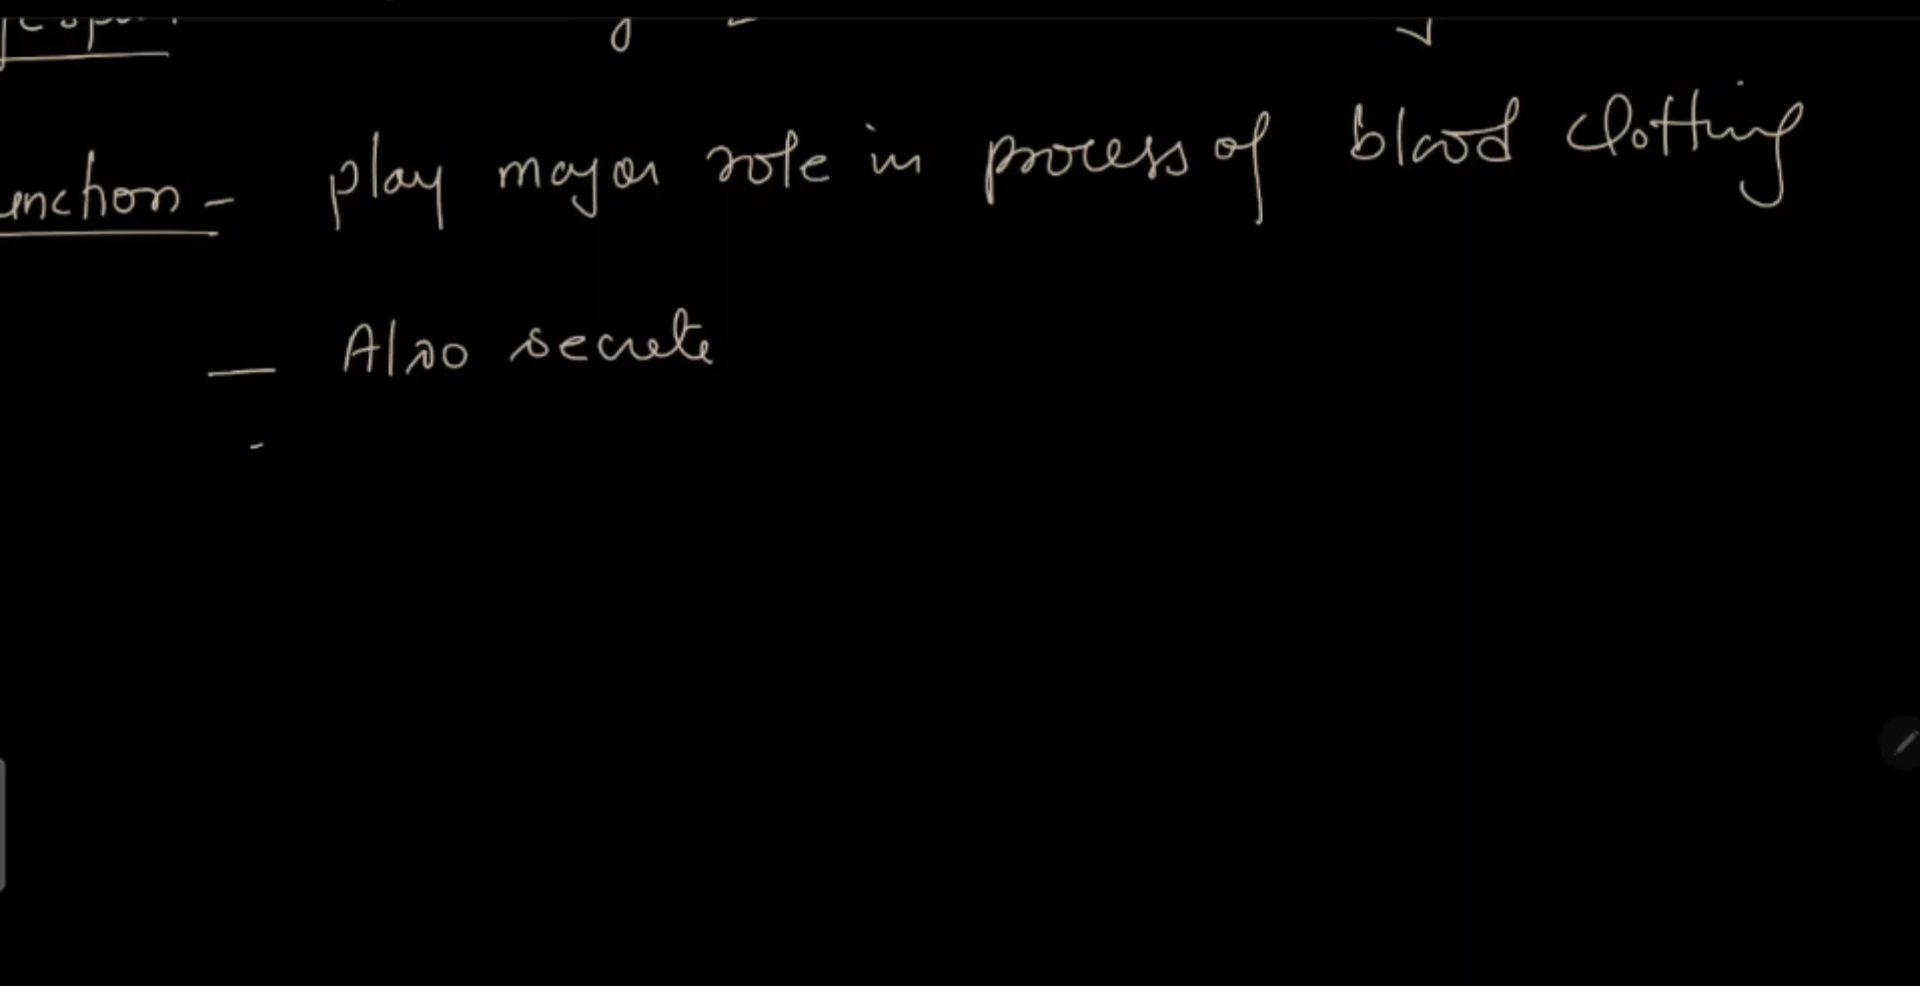 unction - play major role in process of blood clotting
— Also secrete
-